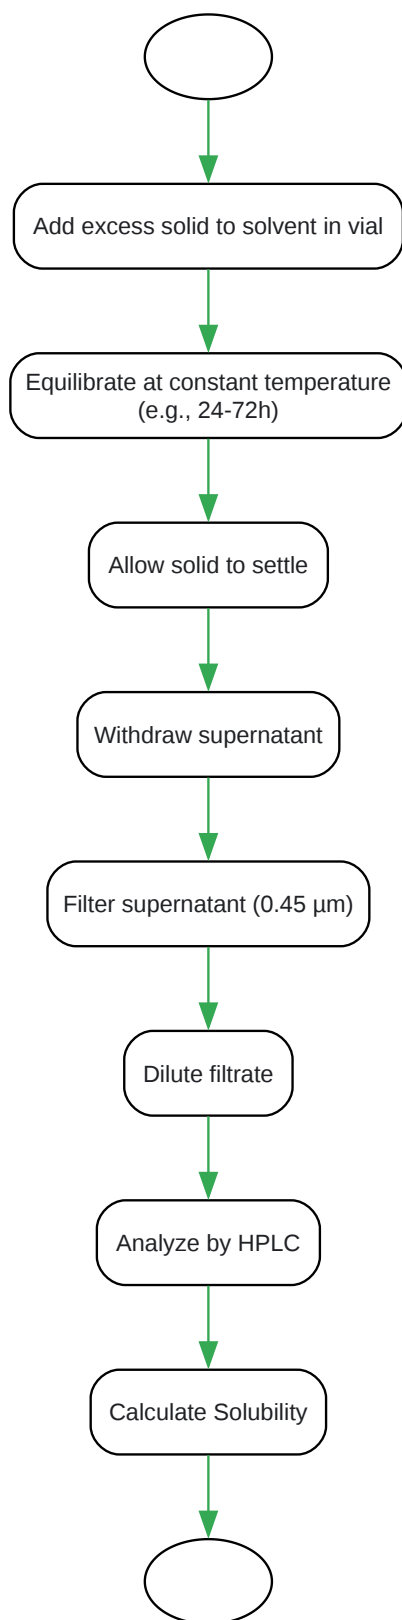 Add excess solid to solvent in vial
Equilibrate at constant temperature
(e.g., 24-72h)
Allow solid to settle
Withdraw supernatant
Filter supernatant (0.45 µm)
Dilute filtrate
Analyze by HPLC
Calculate Solubility